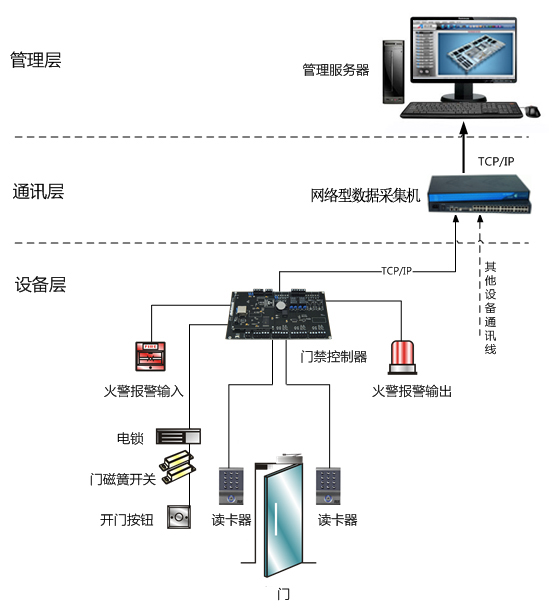 管理层
管理服务器
TCP/IP
通讯层
网络型数据采集机
设备层
TCP/IP
其他设备通讯线
门禁控制器
FIRE
火警报警输入
火警报警输出
电锁
门磁簧开关
开门按钮
读卡器
读卡器
门